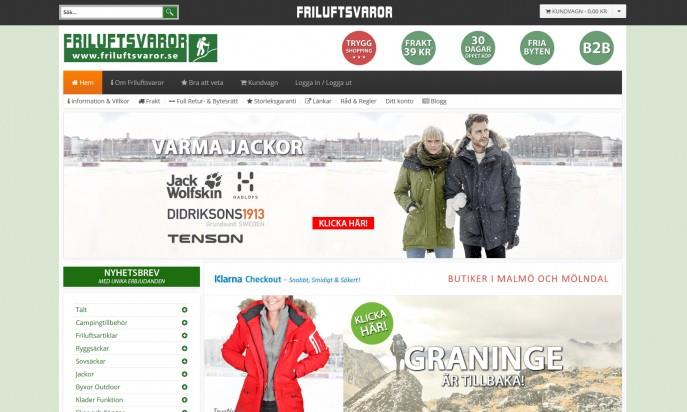 Sök...
FRILUFTSVAROR
KUNDVAGN - 0,00 KR
FRILUFTSVAROR
www.friluftsvaror.se
TRYGG
SHOPPING
FRAKT
39 KR
30
DAGAR
ÖPPET KÖP
FRIA
BYTEN
B2B
Hem
Om Friluftsvaror
Bra att veta
Kundvagn
Logga in / Logga ut
Information & Villkor
Frakt
Full Retur- & Bytesrätt
Storleksgaranti
Länkar
Råd & Regler
Ditt konto
Blogg
VARMA JACKOR
Jack
Wolfskin
HAGLÖFS
DIDRIKSONS1913
Grundsund SWEDEN
TENSON
KLICKA HÄR!
NYHETSBREV
MED UNIKA ERBJUDANDEN
Klarna Checkout – Snabbt, Smidigt & Säkert!
BUTIKER I MALMÖ OCH MÖLNDAL
Tält
Campingtillbehör
Friluftsartiklar
Ryggsäckar
Sovsäckar
Jackor
Byxor Outdoor
Kläder Funktion
KLICKA
HÄR!
GRANINGE
ÄR TILLBAKA!